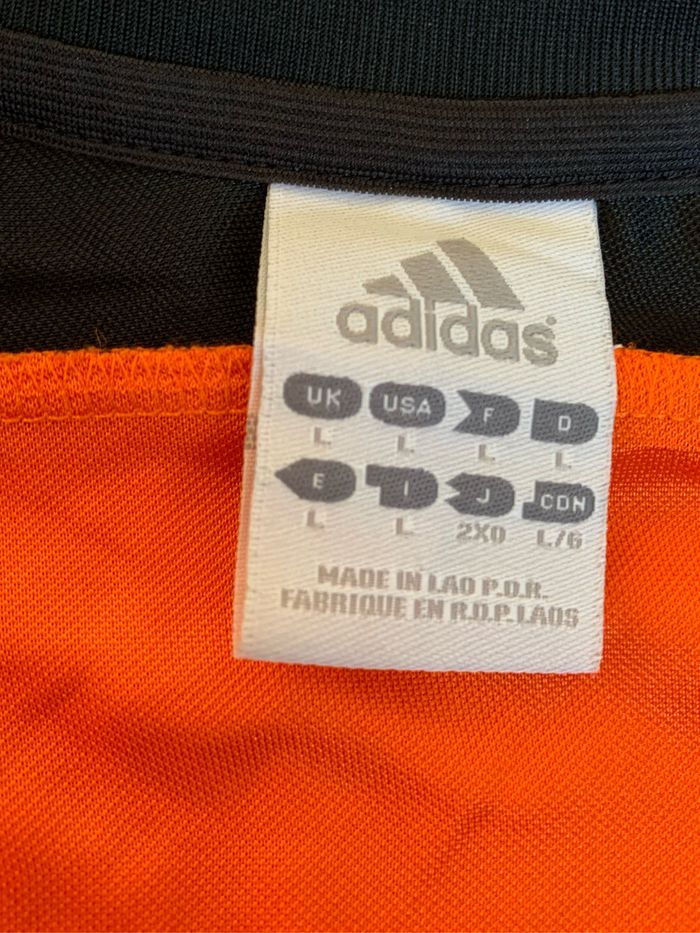 adidas
UK USA F D
L L L L
E I J CDN
L L 2XO L/G
MADE IN LAO P.D.R.
FABRIQUE EN R.D.P. LAOS